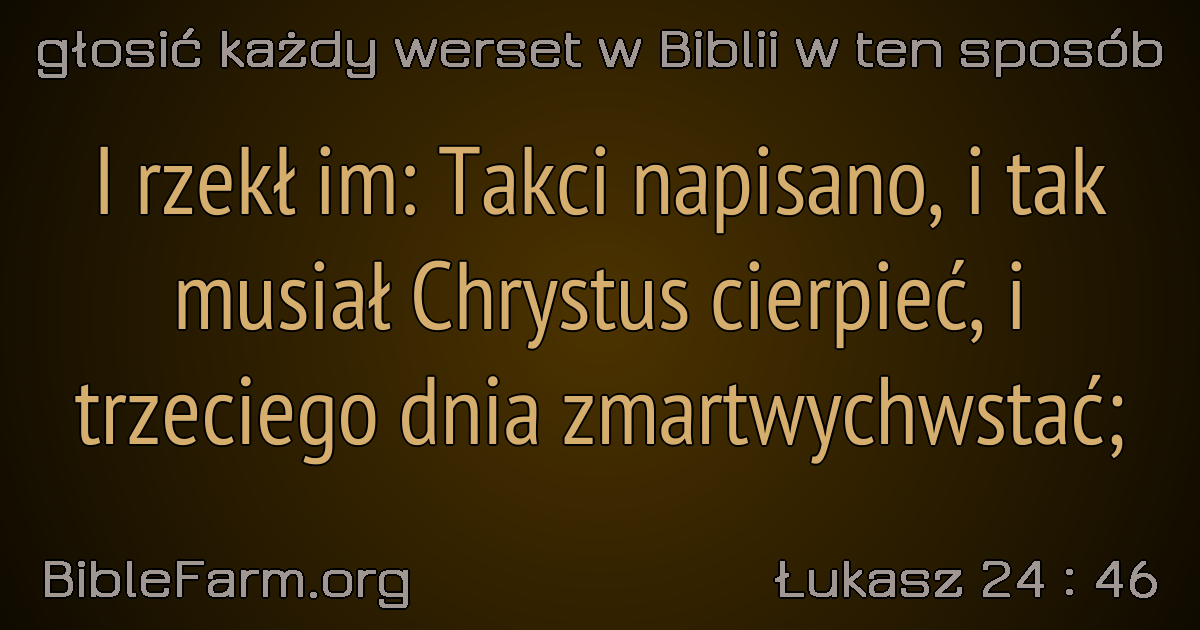 głosić każdy werset w Biblii w ten sposób
I rzekł im: Takci napisano, i tak
musiał Chrystus cierpieć, i
trzeciego dnia zmartwychwstać;
BibleFarm.org
Łukasz 24 : 46